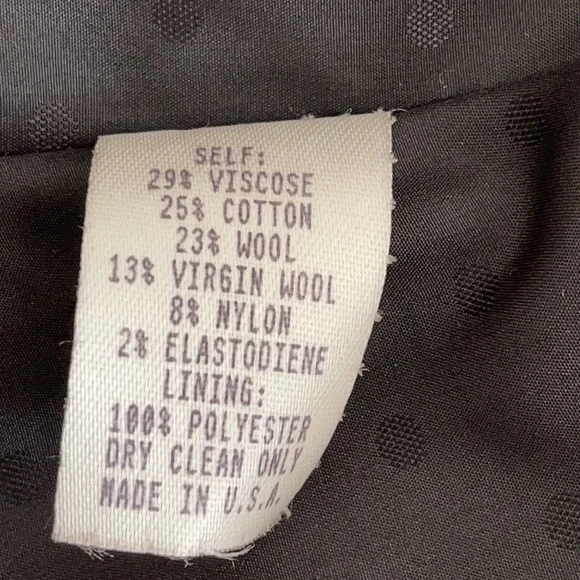 SELF:
29% VISCOSE
25% COTTON
23% WOOL
13% VIRGIN WOOL
8% NYLON
2% ELASTODIENE
LINING:
100% POLYESTER
DRY CLEAN ONLY
MADE IN U.S.A.